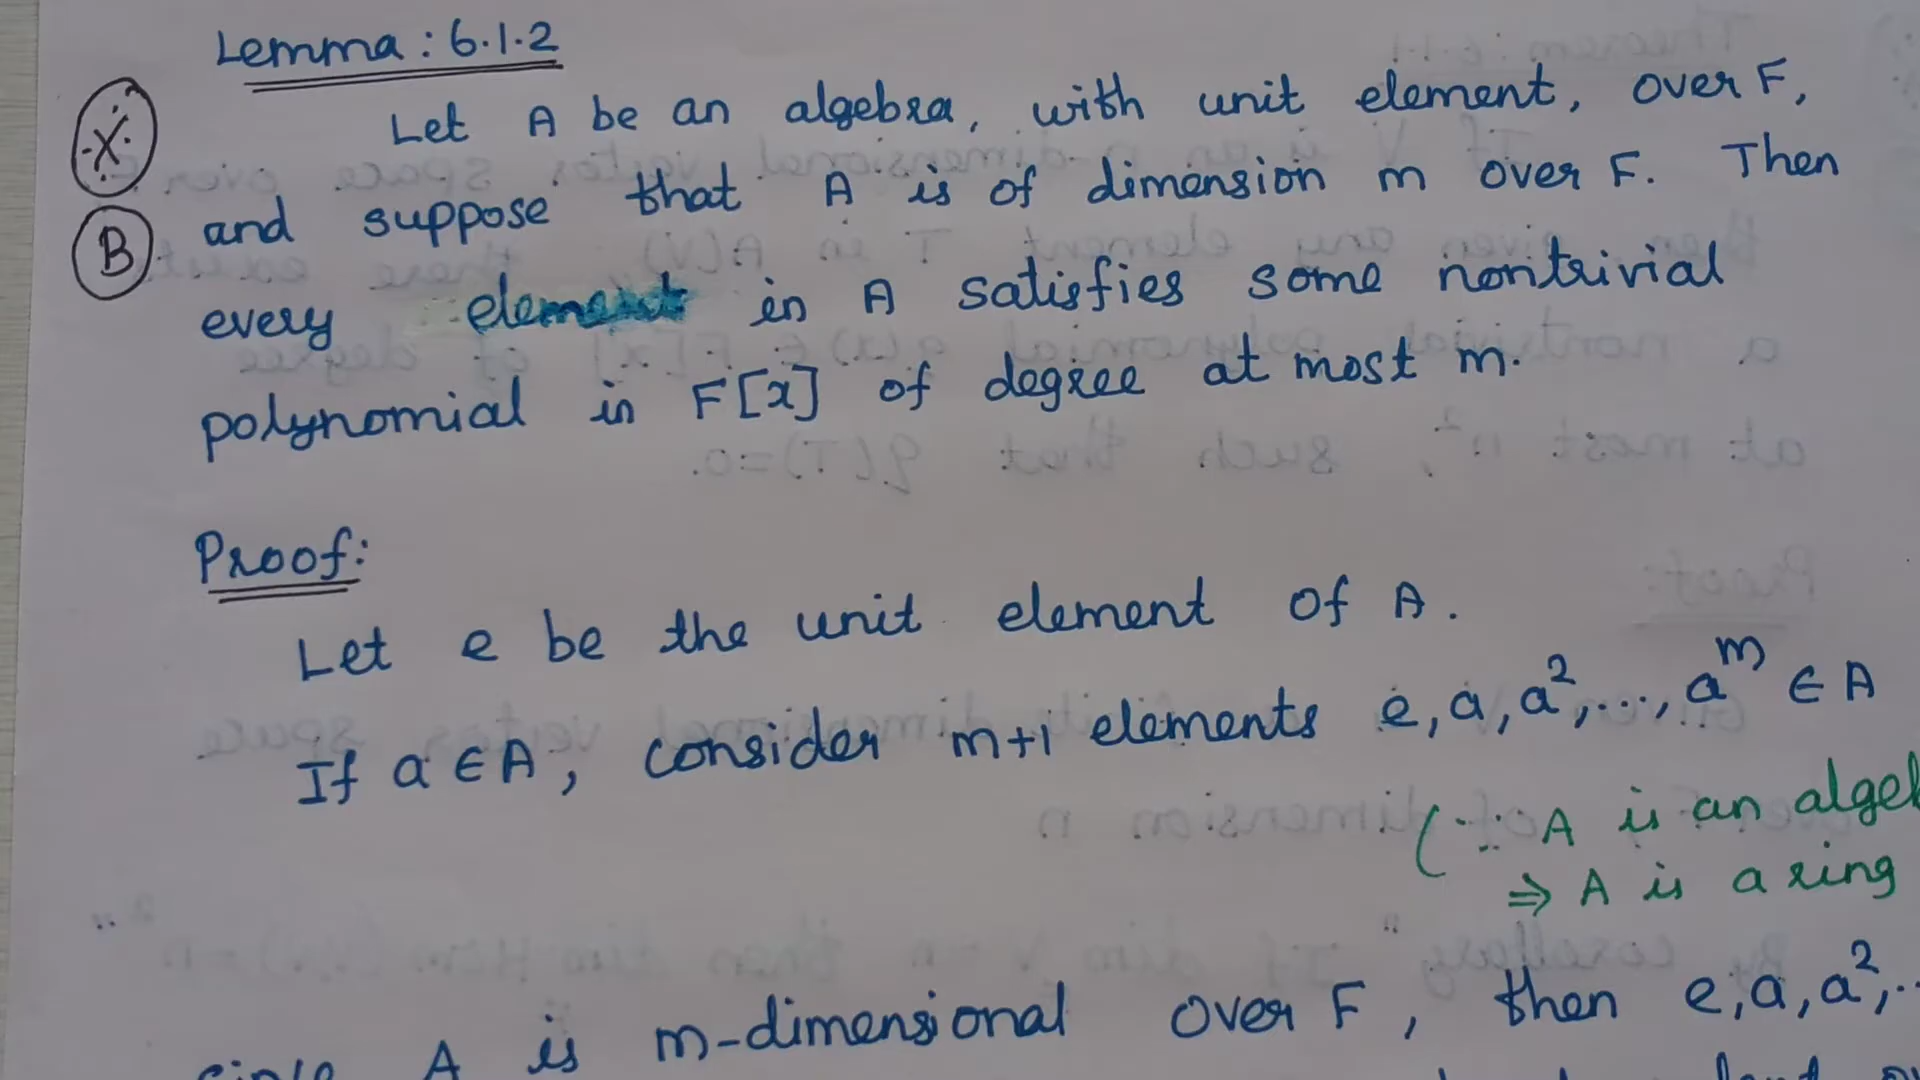 Lemma: 6.1.2
Let A be an algebra, with unit element, over F,
and suppose that A is of dimension m over F. Then
B
every element in A satisfies some nontrivial
polynomial in F[x] of degree at most m.
Proof:
Let e be the unit element of A.
If a ∈ A, consider m+1 elements e, a, a², ..., aᵐ ∈ A
(∵ A is an
⇒ A is a ring
A is m-dimensional over F, then e, a, a², ..